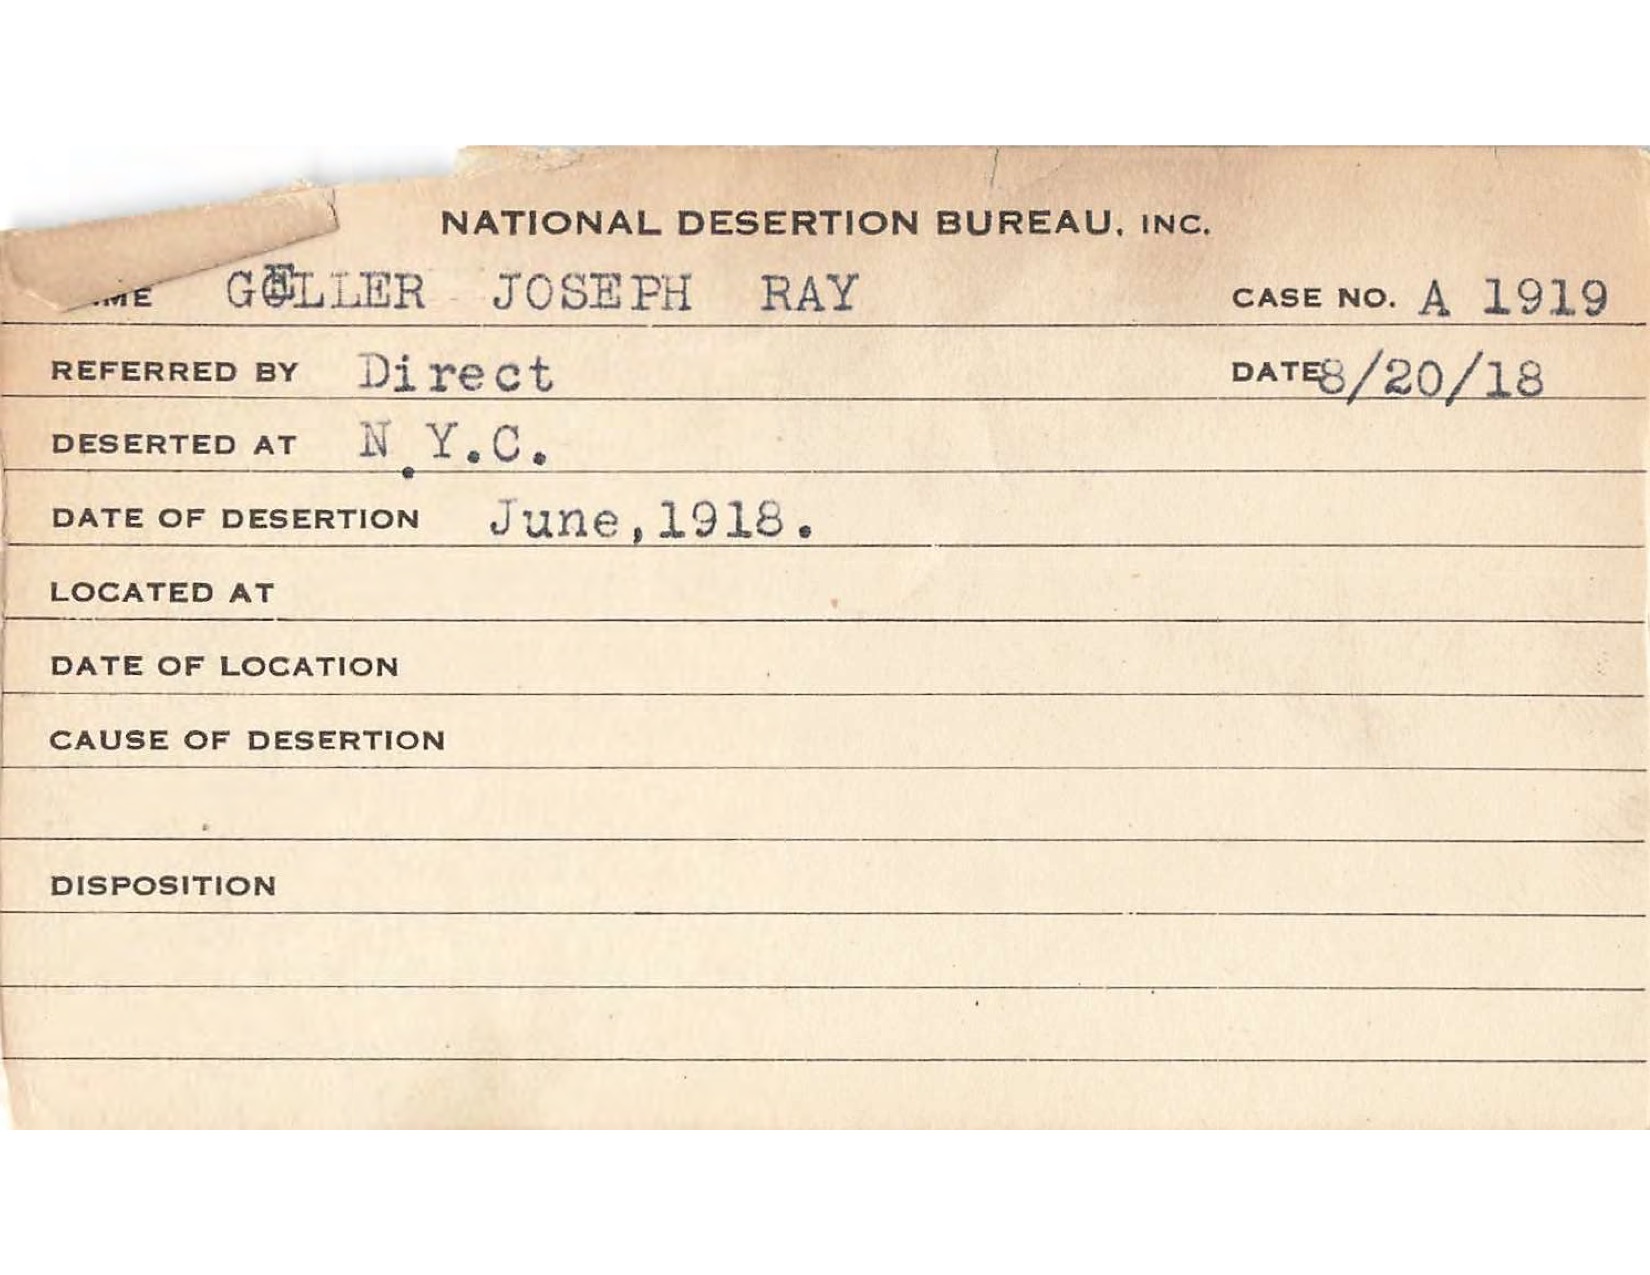 NATIONAL DESERTION BUREAU, INC.
GELLER JOSEPH RAY CASE NO. A 1919
REFERRED BY Direct DATE 8/20/18
DESERTED AT N.Y.C.
DATE OF DESERTION June, 1918.
LOCATED AT
DATE OF LOCATION
CAUSE OF DESERTION
DISPOSITION